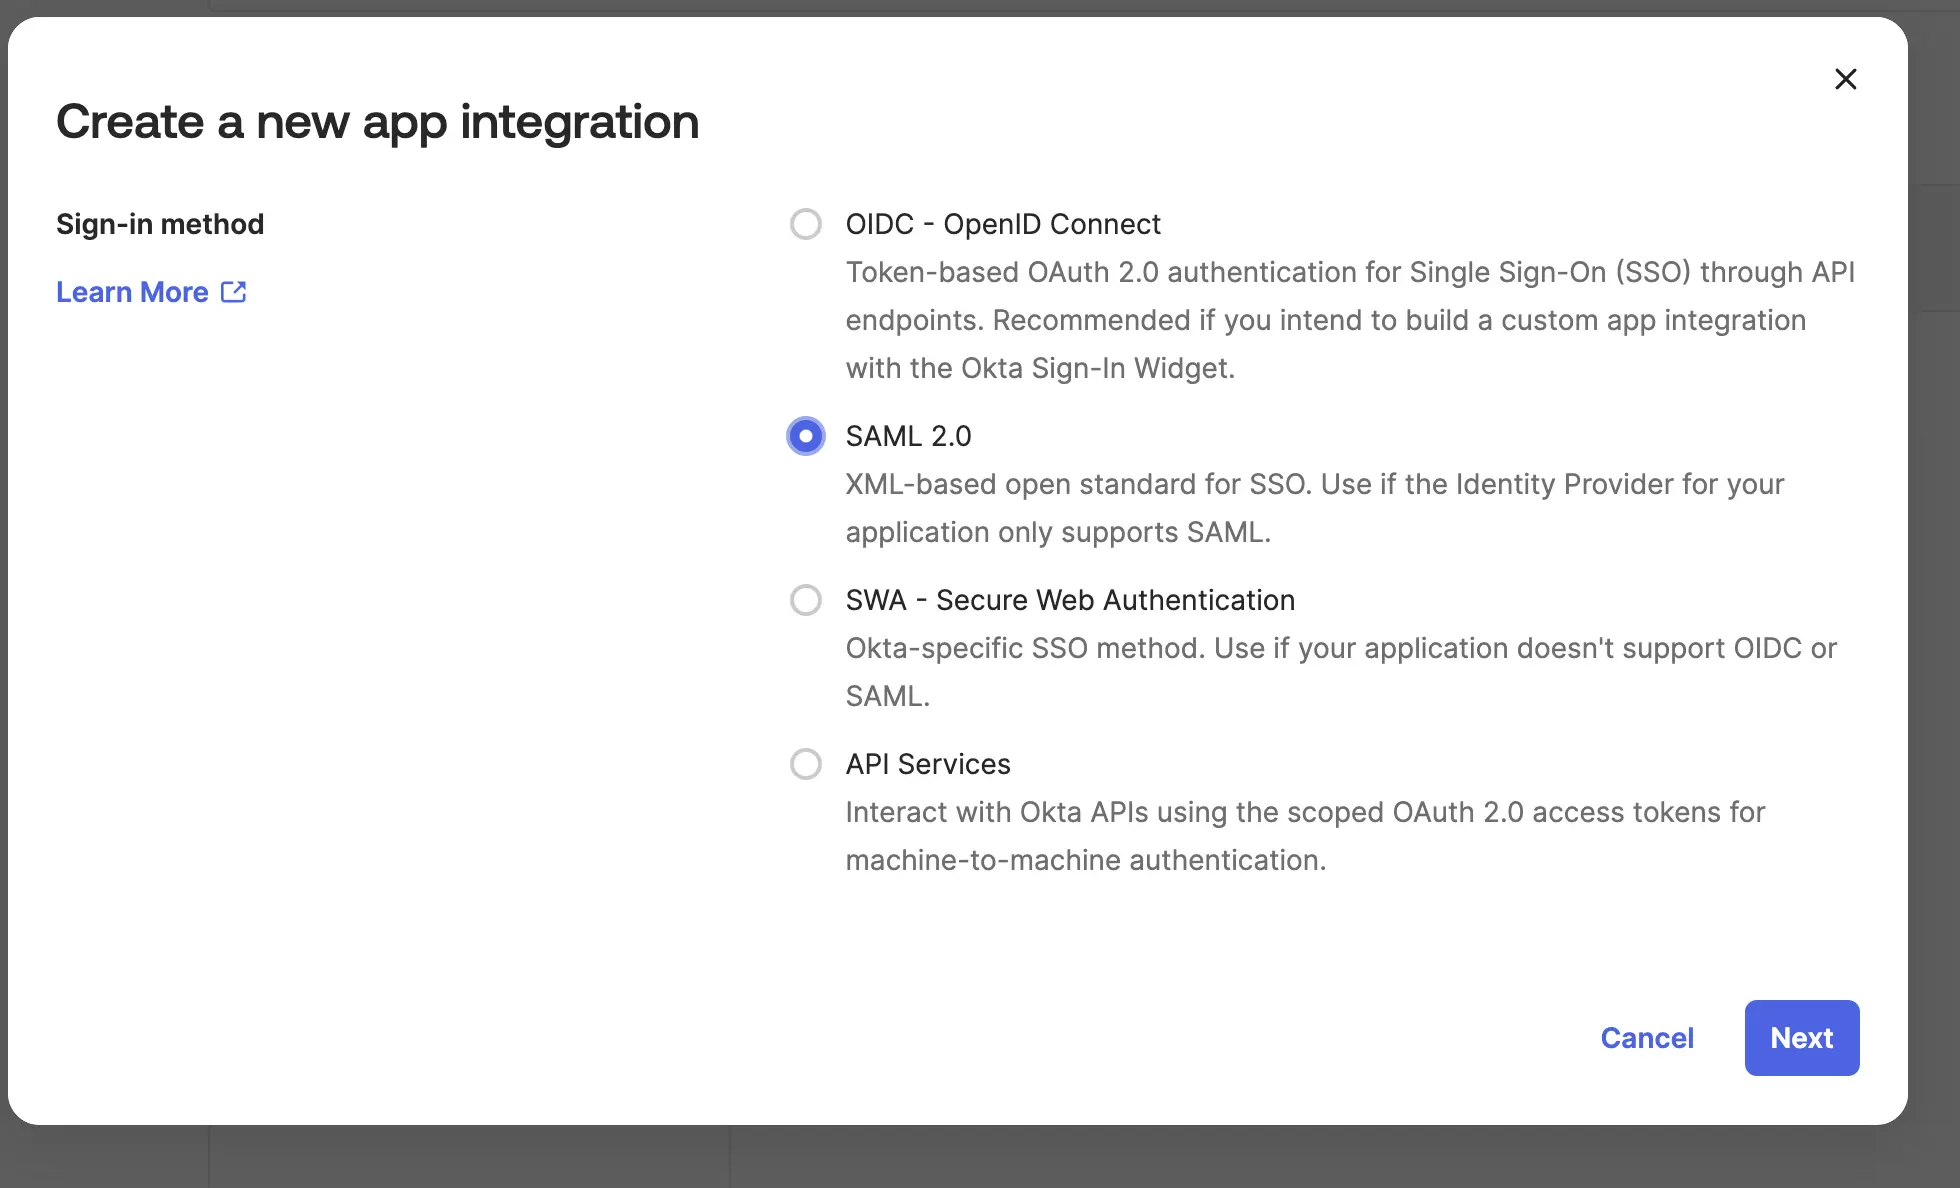 Create a new app integration
Sign-in method
Learn More
OIDC - OpenID Connect
Token-based OAuth 2.0 authentication for Single Sign-On (SSO) through API
endpoints. Recommended if you intend to build a custom app integration
with the Okta Sign-In Widget.
SAML 2.0
XML-based open standard for SSO. Use if the Identity Provider for your
application only supports SAML.
SWA - Secure Web Authentication
Okta-specific SSO method. Use if your application doesn't support OIDC or
SAML.
API Services
Interact with Okta APIs using the scoped OAuth 2.0 access tokens for
machine-to-machine authentication.
Cancel
Next